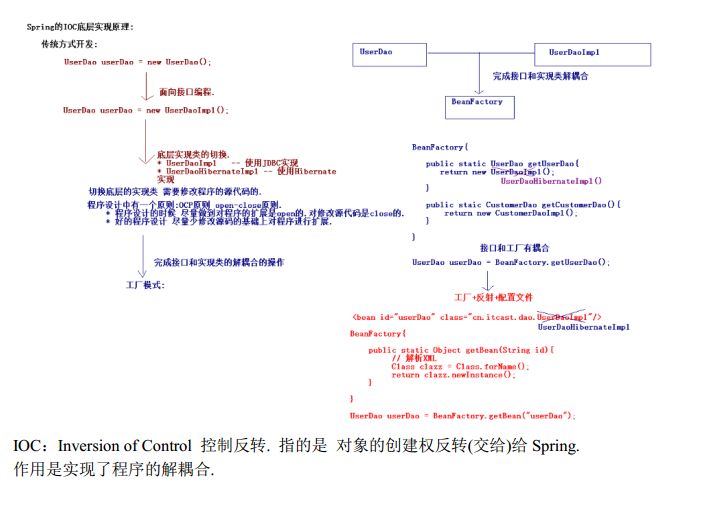 Spring的IOC底层实现原理:
传统方式开发:
UserDao userDao = new UserDao();
面向接口编程.
UserDao userDao = new UserDaoImpl();
底层实现类的切换.
* UserDaoImpl -- 使用JDBC实现
* UserDaoHibernateImpl -- 使用Hibernate
实现
切换底层的实现类 需要修改程序的源代码的.
程序设计中有一个原则:OCP原则 open-close原则.
* 程序设计的时候 尽量做到对程序的扩展是open的.对修改源代码是close的.
* 好的程序设计 尽量少修改源码的基础上对程序进行扩展.
完成接口和实现类的解耦合的操作
工厂模式:
UserDao
UserDaoImpl
完成接口和实现类解耦合
BeanFactory
BeanFactory{
public static UserDao getUserDao{
return new UserDaoImpl();
UserDaoHibernateImpl()
}
public staic CustomerDao getCustomerDao(){
return new CustomerDaoImpl();
}
}
接口和工厂有耦合
UserDao userDao = BeanFactory.getUserDao();
工厂+反射+配置文件
<bean id="userDao" class="cn.itcast.dao.UserDaoImpl"/>
UserDaoHibernateImpl
BeanFactory{
public static Object getBean(String id){
// 解析XML
Class clazz = Class.forName();
return clazz.newInstance();
}
}
UserDao userDao = BeanFactory.getBean("userDao");
IOC：Inversion of Control 控制反转. 指的是 对象的创建权反转(交给)给 Spring.
作用是实现了程序的解耦合.